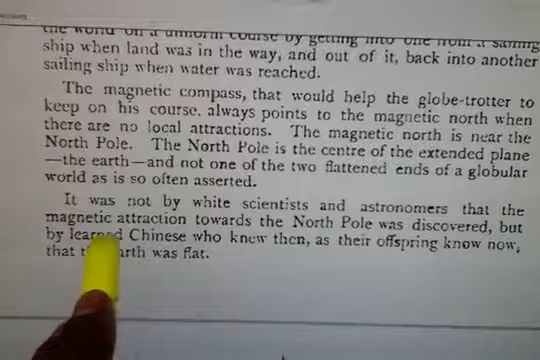 the world on a uniform course by getting into one from a sailing
ship when land was in the way, and out of it, back into another
sailing ship when water was reached.
The magnetic compass, that would help the globe-trotter to
keep on his course, always points to the magnetic north when
there are no local attractions. The magnetic north is near the
North Pole. The North Pole is the centre of the extended plane
—the earth—and not one of the two flattened ends of a globular
world as is so often asserted.
It was not by white scientists and astronomers that the
magnetic attraction towards the North Pole was discovered, but
by learned Chinese who knew then, as their offspring know now,
that arth was flat.